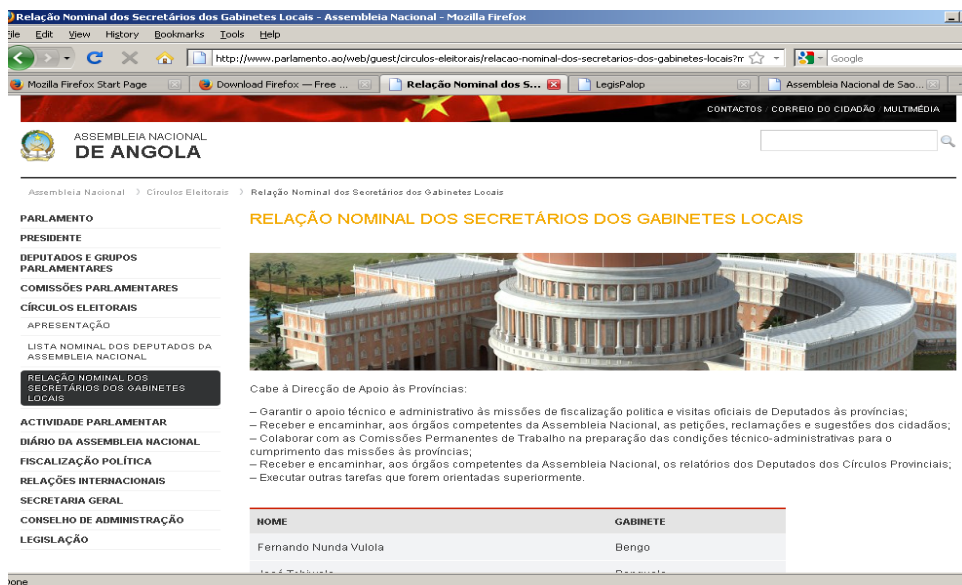 Relação Nominal dos Secretários dos Gabinetes Locais - Assembleia Nacional - Mozilla Firefox
File Edit View History Bookmarks Tools Help
http://www.parlamento.ao/web/guest/circulos-eleitorais/relacao-nominal-dos-secretarios-dos-gabinetes-locais?r
Google
Mozilla Firefox Start Page
Download Firefox — Free ...
Relação Nominal dos S...
LegisPalop
Assembleia Nacional de Sao...
CONTACTOS / CORREIO DO CIDADÃO / MULTIMÉDIA
ASSEMBLEIA NACIONAL
DE ANGOLA
Assembleia Nacional > Círculos Eleitorais > Relação Nominal dos Secretários dos Gabinetes Locais
PARLAMENTO
PRESIDENTE
DEPUTADOS E GRUPOS
PARLAMENTARES
COMISSÕES PARLAMENTARES
CÍRCULOS ELEITORAIS
APRESENTAÇÃO
LISTA NOMINAL DOS DEPUTADOS DA
ASSEMBLEIA NACIONAL
RELAÇÃO NOMINAL DOS
SECRETÁRIOS DOS GABINETES
LOCAIS
ACTIVIDADE PARLAMENTAR
DIÁRIO DA ASSEMBLEIA NACIONAL
FISCALIZAÇÃO POLÍTICA
RELAÇÕES INTERNACIONAIS
SECRETARIA GERAL
CONSELHO DE ADMINISTRAÇÃO
LEGISLAÇÃO
RELAÇÃO NOMINAL DOS SECRETÁRIOS DOS GABINETES LOCAIS
Cabe à Direcção de Apoio às Províncias:
– Garantir o apoio técnico e administrativo às missões de fiscalização politica e visitas oficiais de Deputados às províncias;
– Receber e encaminhar, aos órgãos competentes da Assembleia Nacional, as petições, reclamações e sugestões dos cidadãos;
– Colaborar com as Comissões Permanentes de Trabalho na preparação das condições técnico-administrativas para o
cumprimento das missões às províncias;
– Receber e encaminhar, aos órgãos competentes da Assembleia Nacional, os relatórios dos Deputados dos Círculos Provinciais;
– Executar outras tarefas que forem orientadas superiormente.
NOME GABINETE
Fernando Nunda Vulola Bengo
Done